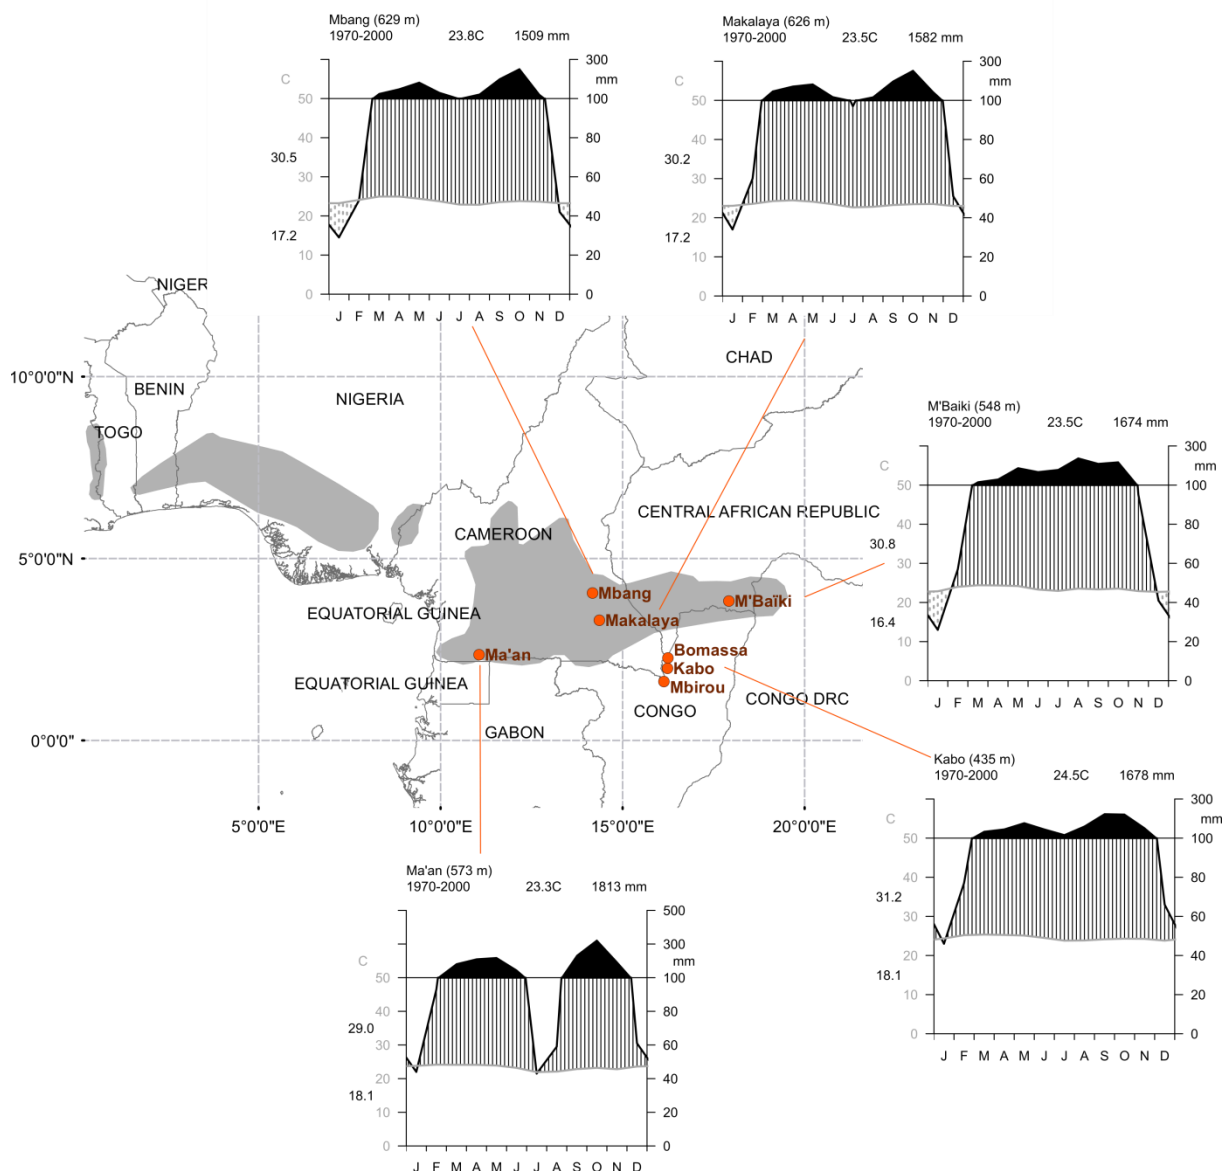 Mbang (629 m)
1970-2000 23.8C 1509 mm
C
300
mm
50
100
40
80
30.5
30
60
20
40
17.2
10
20
0
0
J F M A M J J A S O N D
Makalaya (626 m)
1970-2000 23.5C 1582 mm
C
300
mm
50
100
40
80
30.2
30
60
20
40
17.2
10
20
0
0
J F M A M J J A S O N D
NIGER
CHAD
10°0'0"N
BENIN
NIGERIA
TOGO
CENTRAL AFRICAN REPUBLIC
CAMEROON
5°0'0"N
Mbang
M'Baïki
EQUATORIAL GUINEA
Makalaya
Ma'an
Bomassa
Kabo
EQUATORIAL GUINEA
Mbirou
CONGO DRC
CONGO
GABON
0°0'0"
5°0'0"E 10°0'0"E 15°0'0"E 20°0'0"E
M'Baiki (548 m)
1970-2000 23.5C 1674 mm
C
300
mm
50
100
40
80
30.8
30
60
20
40
16.4
10
20
0
0
J F M A M J J A S O N D
Kabo (435 m)
1970-2000 24.5C 1678 mm
C
300
mm
50
100
40
80
31.2
30
60
20
40
18.1
10
20
0
0
J F M A M J J A S O N D
Ma'an (573 m)
1970-2000 23.3C 1813 mm
500
C
300
mm
50
100
40
80
29.0
30
60
20
40
18.1
10
20
0
0
J F M A M J J A S O N D